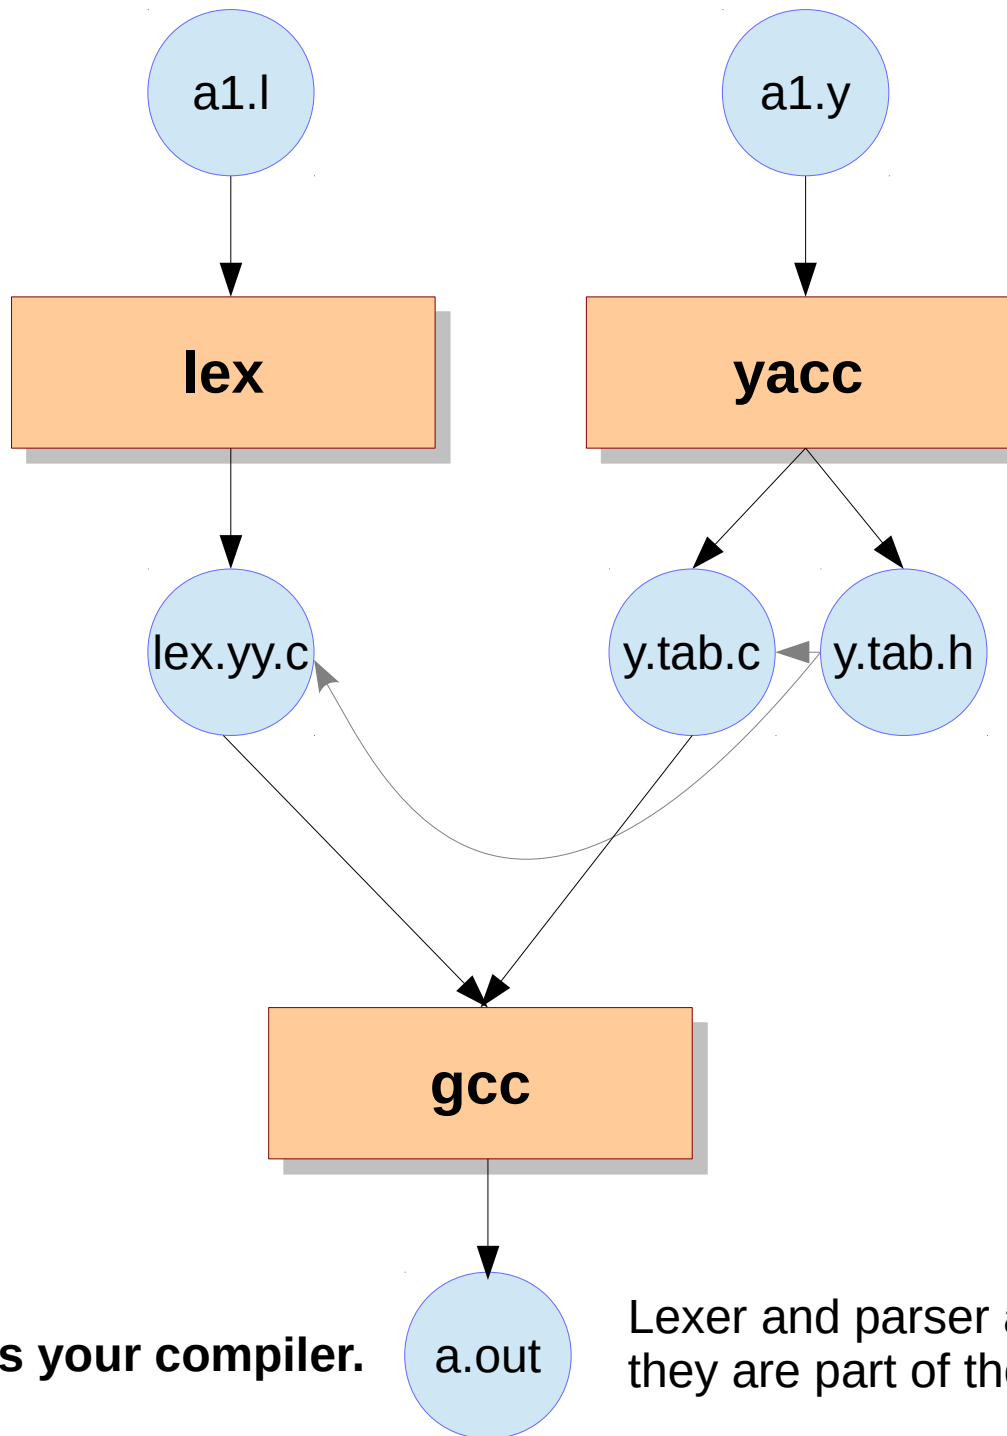 a1.l
a1.y
lex
yacc
lex.yy.c
y.tab.c
y.tab.h
gcc
s your compiler.
a.out
Lexer and parser a
they are part of the